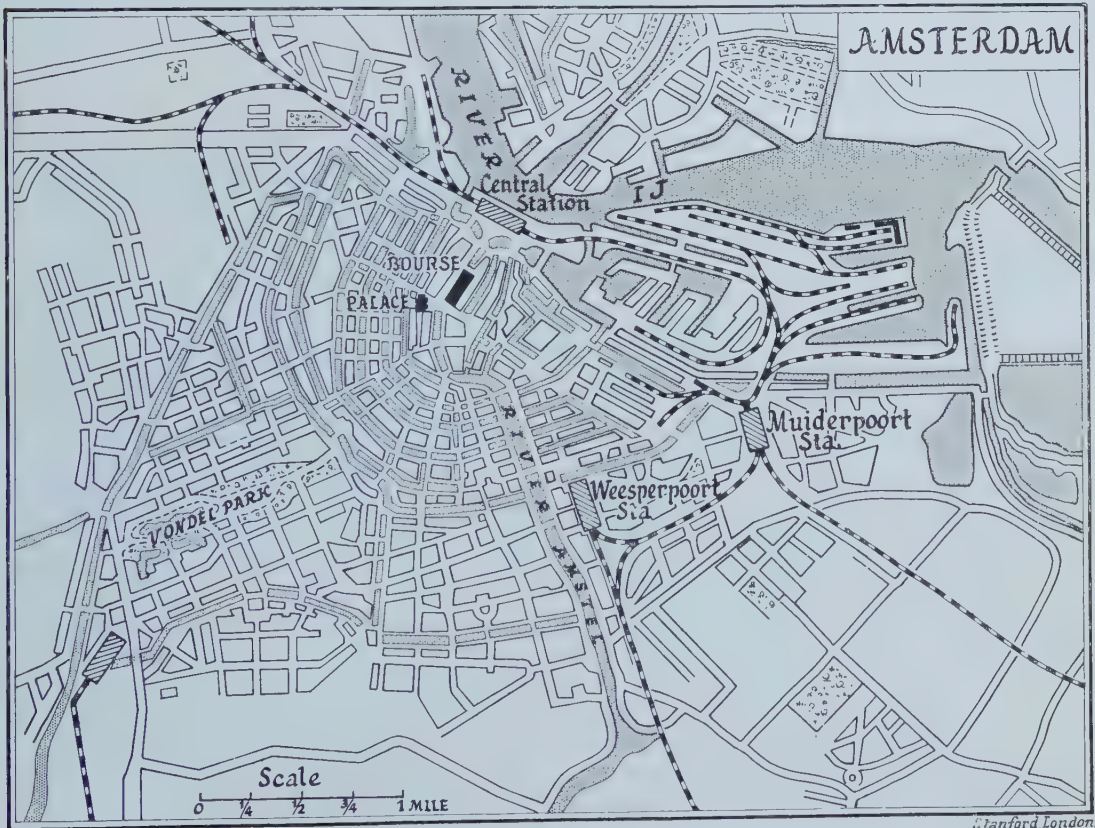 AMSTERDAM
RIVER
IJ
Central
Station
BOURSE
PALACE
RIVER AMSTEL
Muiderpoort
Sta.
Weesperpoort
Sta
VONDEL PARK
Scale
0 1/4 1/2 3/4 1 MILE
Stanford London